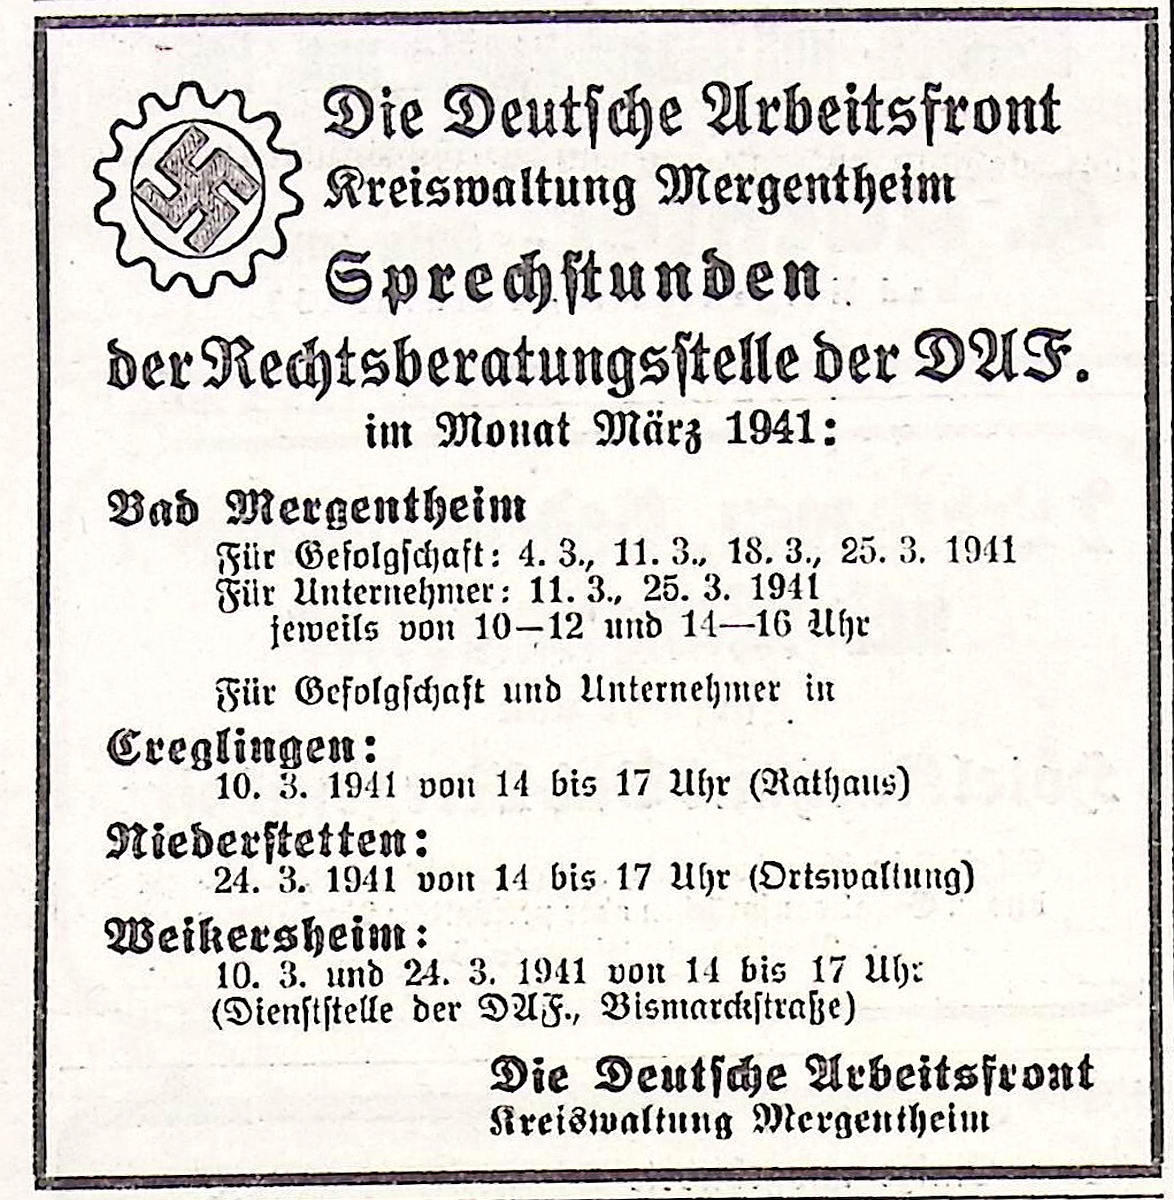 Die Deutsche Arbeitsfront
Kreiswaltung Mergentheim
Sprechstunden
der Rechtsberatungsstelle der DAF.
im Monat März 1941:
Bad Mergentheim
Für Gefolgschaft: 4. 3., 11. 3., 18. 3., 25. 3. 1941
Für Unternehmer: 11. 3., 25. 3. 1941
jeweils von 10–12 und 14–16 Uhr
Für Gefolgschaft und Unternehmer in
Creglingen:
10. 3. 1941 von 14 bis 17 Uhr (Rathaus)
Niederstetten:
24. 3. 1941 von 14 bis 17 Uhr (Ortswaltung)
Weikersheim:
10. 3. und 24. 3. 1941 von 14 bis 17 Uhr
(Dienststelle der DAF., Bismarckstraße)
Die Deutsche Arbeitsfront
Kreiswaltung Mergentheim